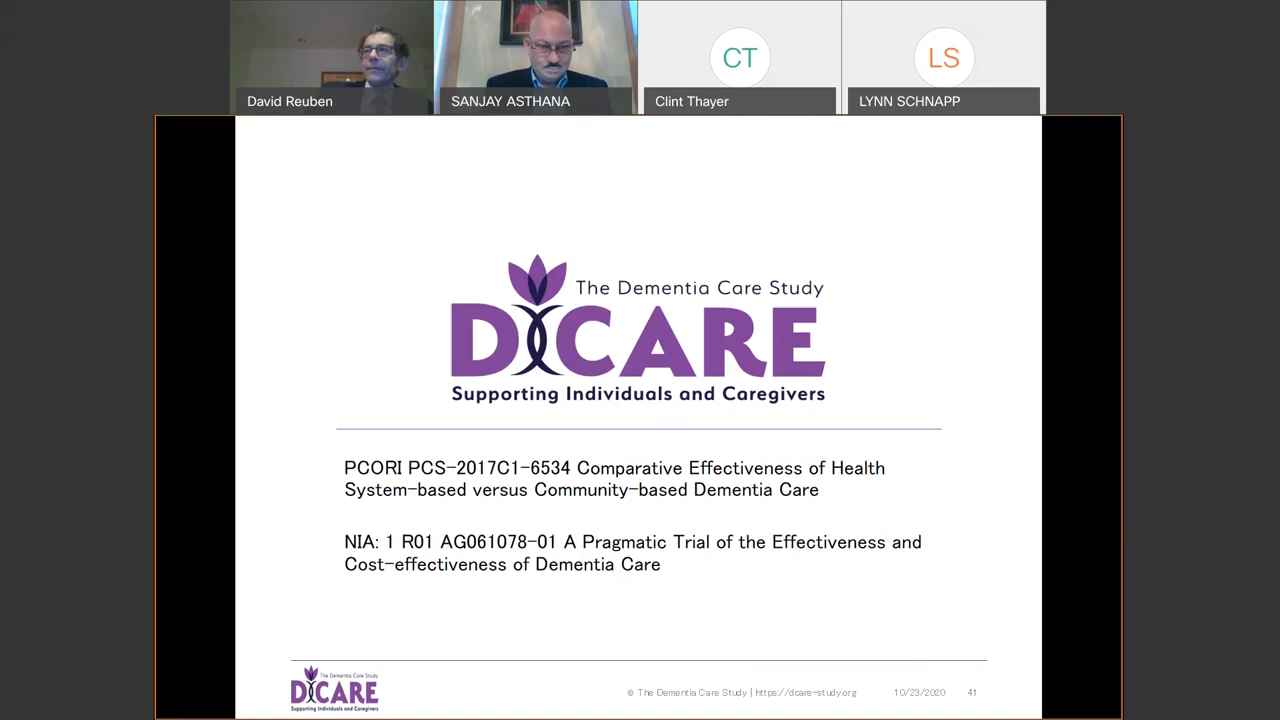 David Reuben
SANJAY ASTHANA
CT
Clint Thayer
LS
LYNN SCHNAPP
The Dementia Care Study
DCARE
Supporting Individuals and Caregivers
PCORI PCS-2017C1-6534 Comparative Effectiveness of Health
System-based versus Community-based Dementia Care
NIA: 1 R01 AG061078-01 A Pragmatic Trial of the Effectiveness and
Cost-effectiveness of Dementia Care
The Dementia Care Study
DCARE
Supporting Individuals and Caregivers
© The Dementia Care Study | https://dcare-study.org 10/23/2020 41